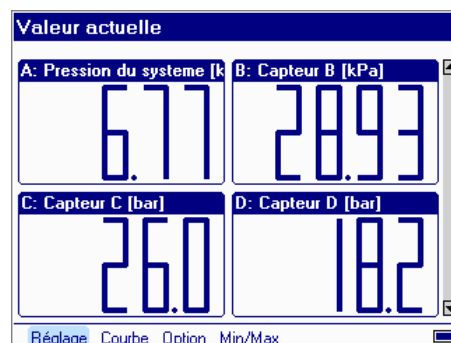 Valeur actuelle
A: Pression du systeme [k
B: Capteur B [kPa]
6.77
28.93
C: Capteur C [bar]
D: Capteur D [bar]
26.0
18.2
Réglage Courbe Option Min/Max